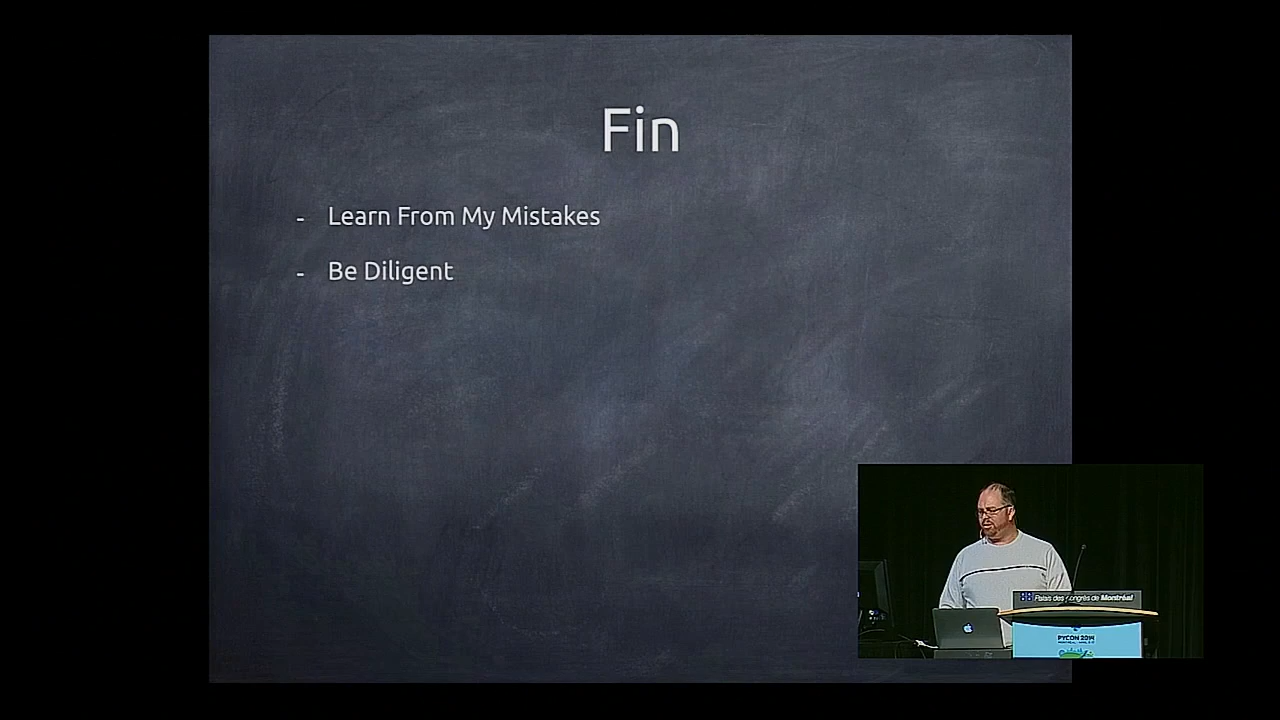 Fin
- Learn From My Mistakes
- Be Diligent
Palais des congrès de Montréal
PYCON 2014